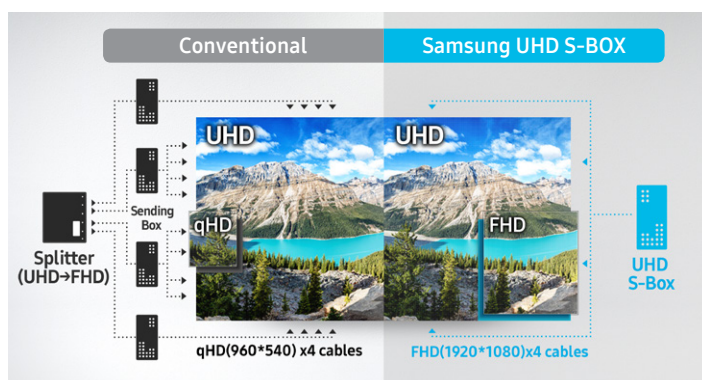 Conventional
Samsung UHD S-BOX
UHD
UHD
Sending
Box
qHD
FHD
Splitter
(UHD→FHD)
UHD
S-Box
qHD(960*540) x4 cables
FHD(1920*1080)x4 cables